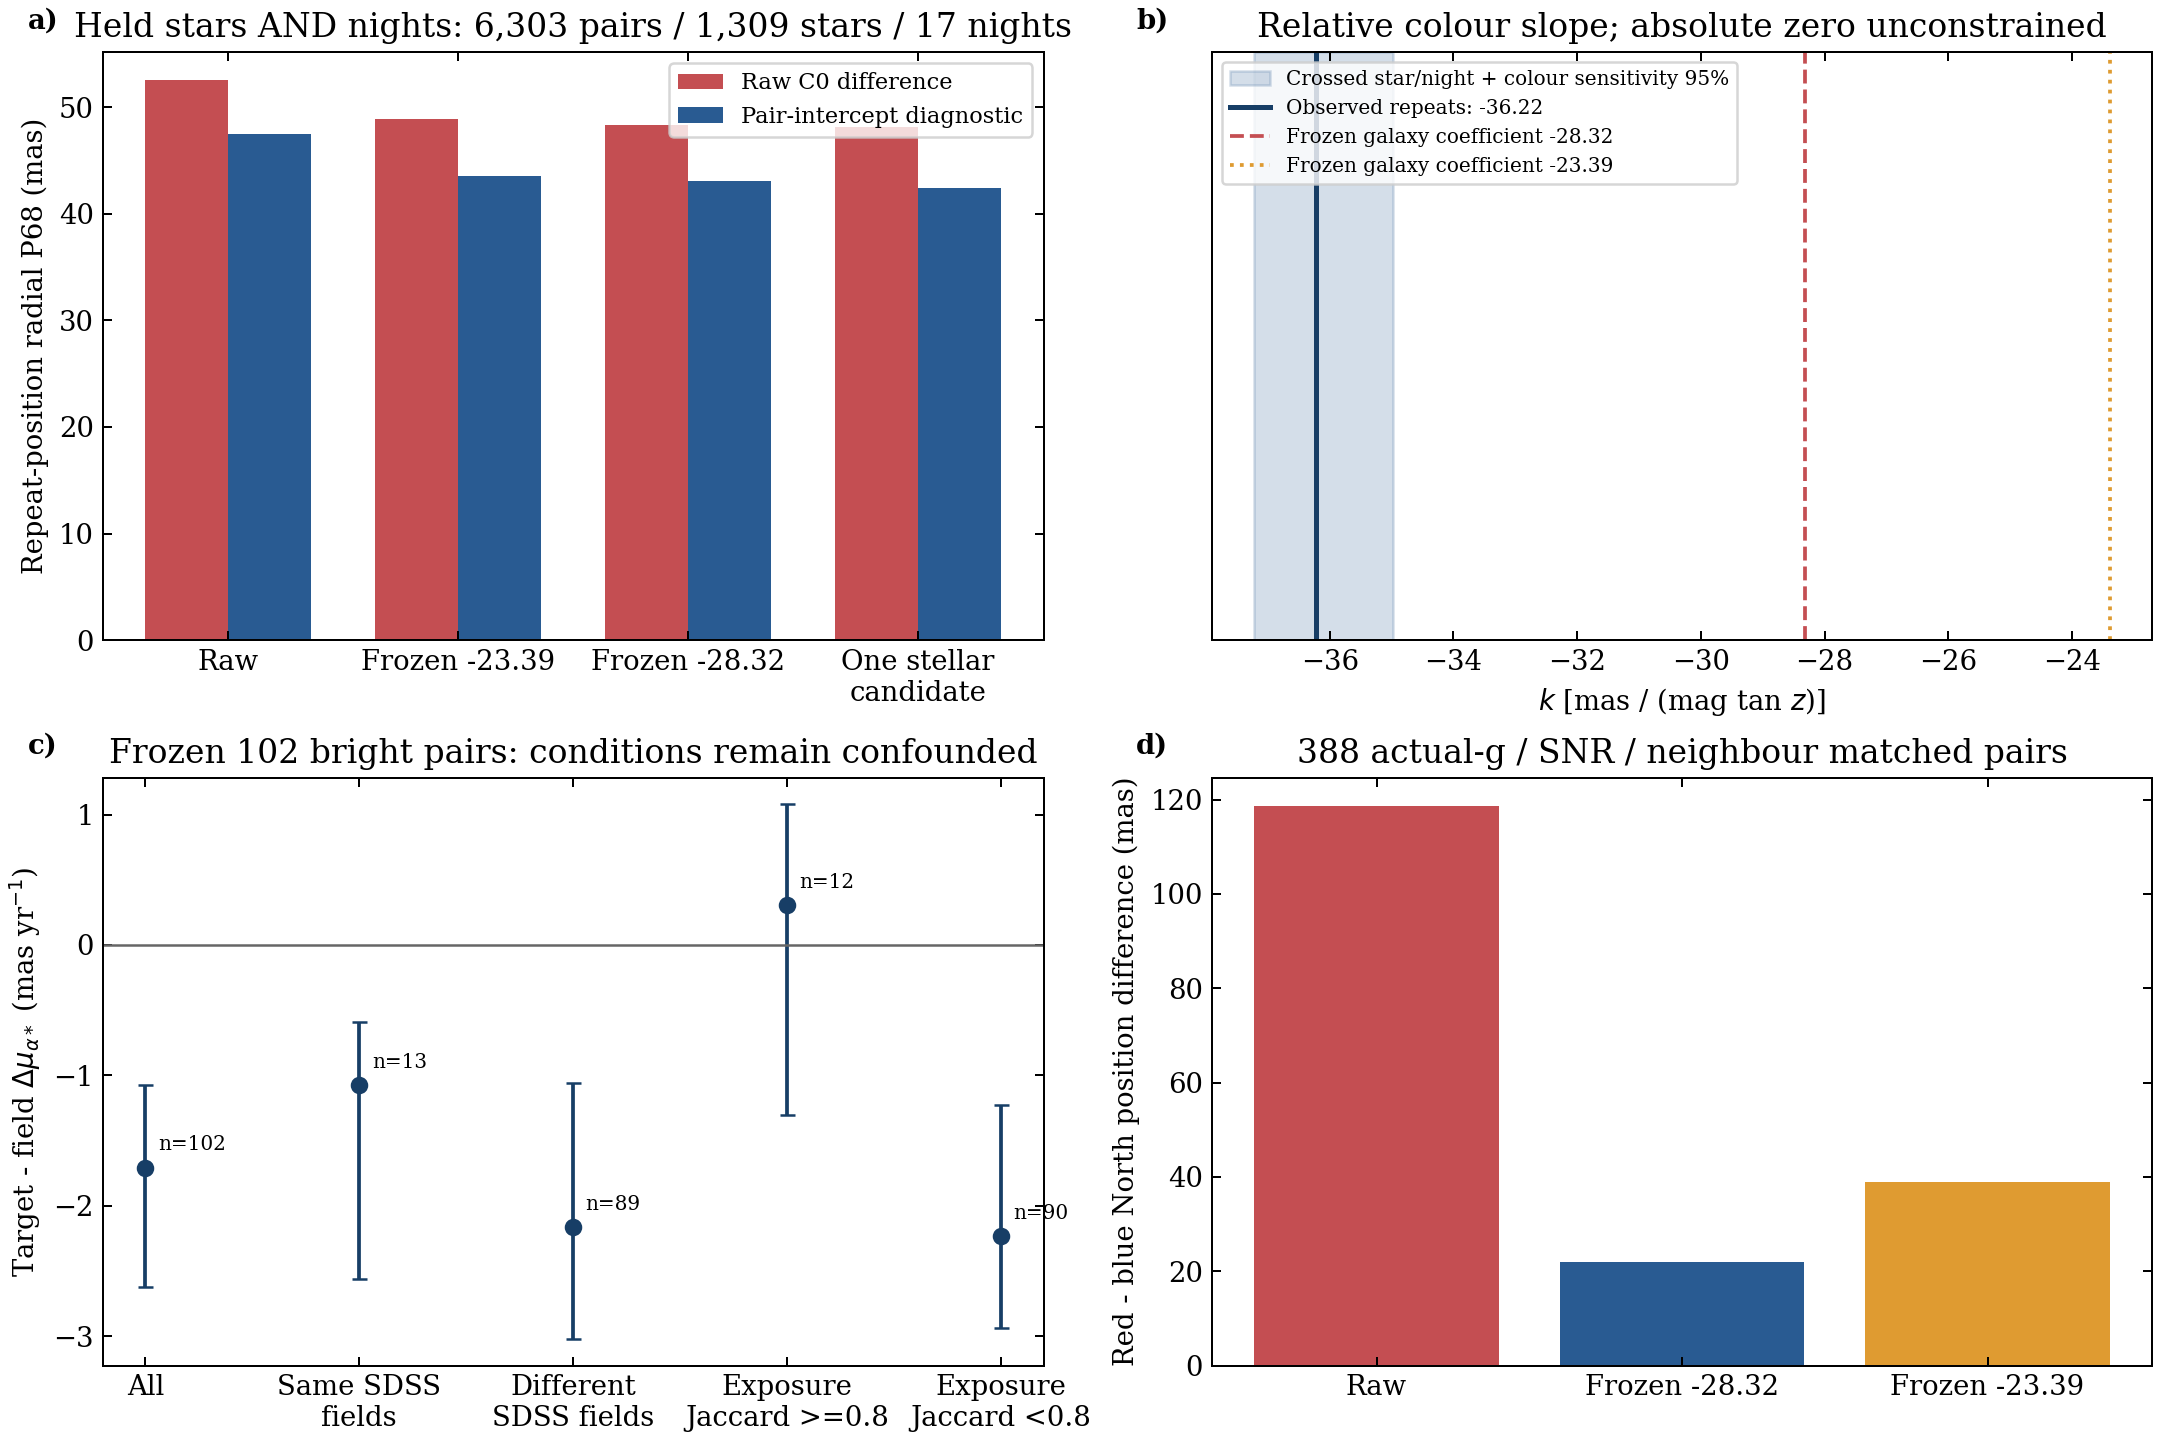 a)
Held stars AND nights: 6,303 pairs / 1,309 stars / 17 nights
Repeat-position radial P68 (mas)
50
40
30
20
10
0
Raw C0 difference
Pair-intercept diagnostic
Raw
Frozen -23.39
Frozen -28.32
One stellar
candidate
b)
Relative colour slope; absolute zero unconstrained
Crossed star/night + colour sensitivity 95%
Observed repeats: -36.22
Frozen galaxy coefficient -28.32
Frozen galaxy coefficient -23.39
−36
−34
−32
−30
−28
−26
−24
k [mas / (mag tan z)]
c)
Frozen 102 bright pairs: conditions remain confounded
Target - field Δμα* (mas yr−1)
1
0
−1
−2
−3
n=102
n=13
n=89
n=12
n=90
All
Same SDSS
fields
Different
SDSS fields
Exposure
Jaccard >=0.8
Exposure
Jaccard <0.8
d)
388 actual-g / SNR / neighbour matched pairs
Red - blue North position difference (mas)
120
100
80
60
40
20
0
Raw
Frozen -28.32
Frozen -23.39